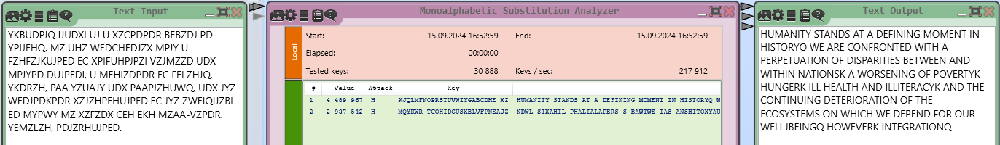 Text Input
YKBUDPJQ IJUDXI UJ U XZCPDPDR BEBZDJ PD
YPIJEHQ. MZ UHZ WEDCHEDJZX MPJY U
FZHFZJKUJPED EC XPIFUHPJPZI VZJMZZD UDX
MPJYPD DUJPEDI, U MEHIZDPDR EC FELZHJQ,
YKDRZH, PAA YZUAJY UDX PAAPJZHUWQ, UDX JYZ
WEDJPDKPDR XZJZHPEHUJPED EC JYZ ZWEIQIJZBI
ED MYPWY MZ XZFZDX CEH EKH MZAA-VZPDR.
YEMZLZH, PDJZRHUJPED.
Monoalphabetic Substitution Analyzer
Local
Start: 15.09.2024 16:52:59 End: 15.09.2024 16:52:59
Elapsed: 00:00:00
Tested keys: 30 888 Keys / sec: 217 912
# Value Attack Key
1 4 489 967 H KJQLMFNOPRSTUVWIYGABCDHE XZ HUMANITY STANDS AT A DEFINING MOMENT IN HISTORYQ W
2 2 937 542 H MQYKWR TCOHIDGUSXBLVFPNEAJZ NDWL SIXAHIL PHALIALAPERS S BAWTWE IAS ANSHITOXYAU
Text Output
HUMANITY STANDS AT A DEFINING MOMENT IN
HISTORYQ WE ARE CONFRONTED WITH A
PERPETUATION OF DISPARITIES BETWEEN AND
WITHIN NATIONSK A WORSENING OF POVERTYK
HUNGERK ILL HEALTH AND ILLITERACYK AND THE
CONTINUING DETERIORATION OF THE
ECOSYSTEMS ON WHICH WE DEPEND FOR OUR
WELLJBEINGQ HOWEVERK INTEGRATIONQ